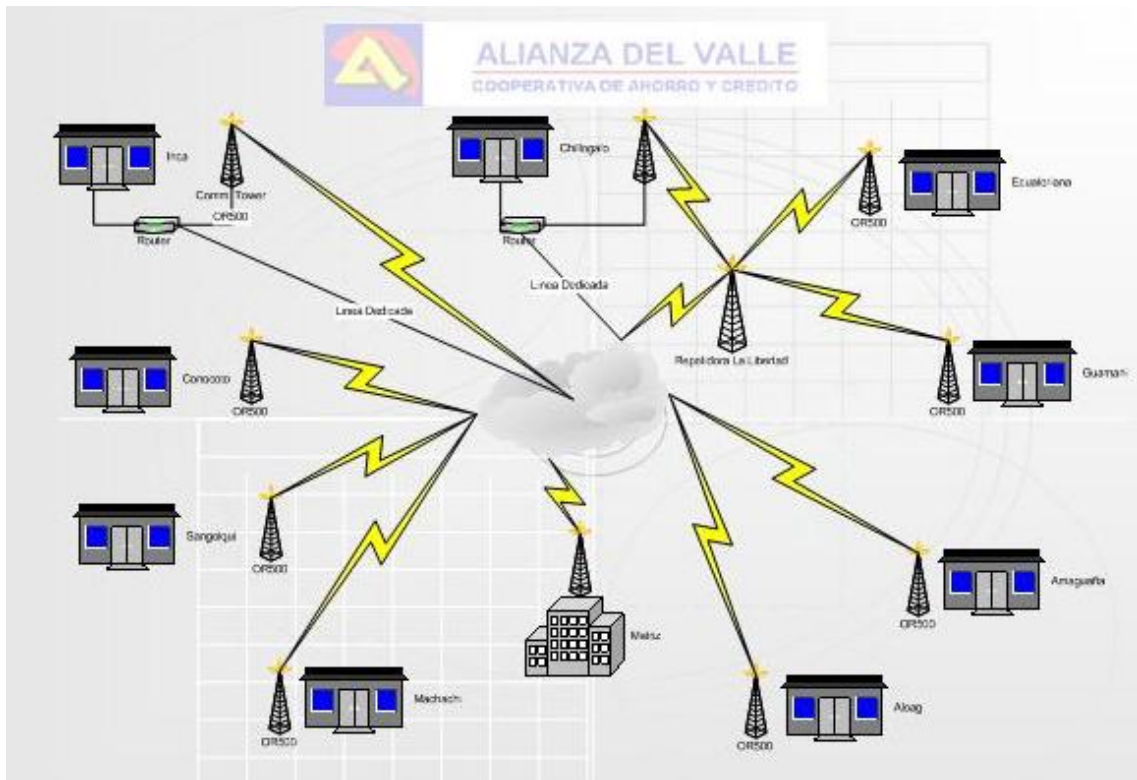 ALIANZA DEL VALLE
COOPERATIVA DE AHORRO Y CREDITO
Inca
Comm. Tower
OR500
Router
Linea Dedicada
Chillogalo
Router
Linea Dedicada
Ecuatoriana
OR500
Repetidora La Libertad
Guamani
OR500
Conocoto
OR500
Sangolqui
OR500
Matriz
Amaguaña
OR500
Machachi
OR500
Aloag
OR500